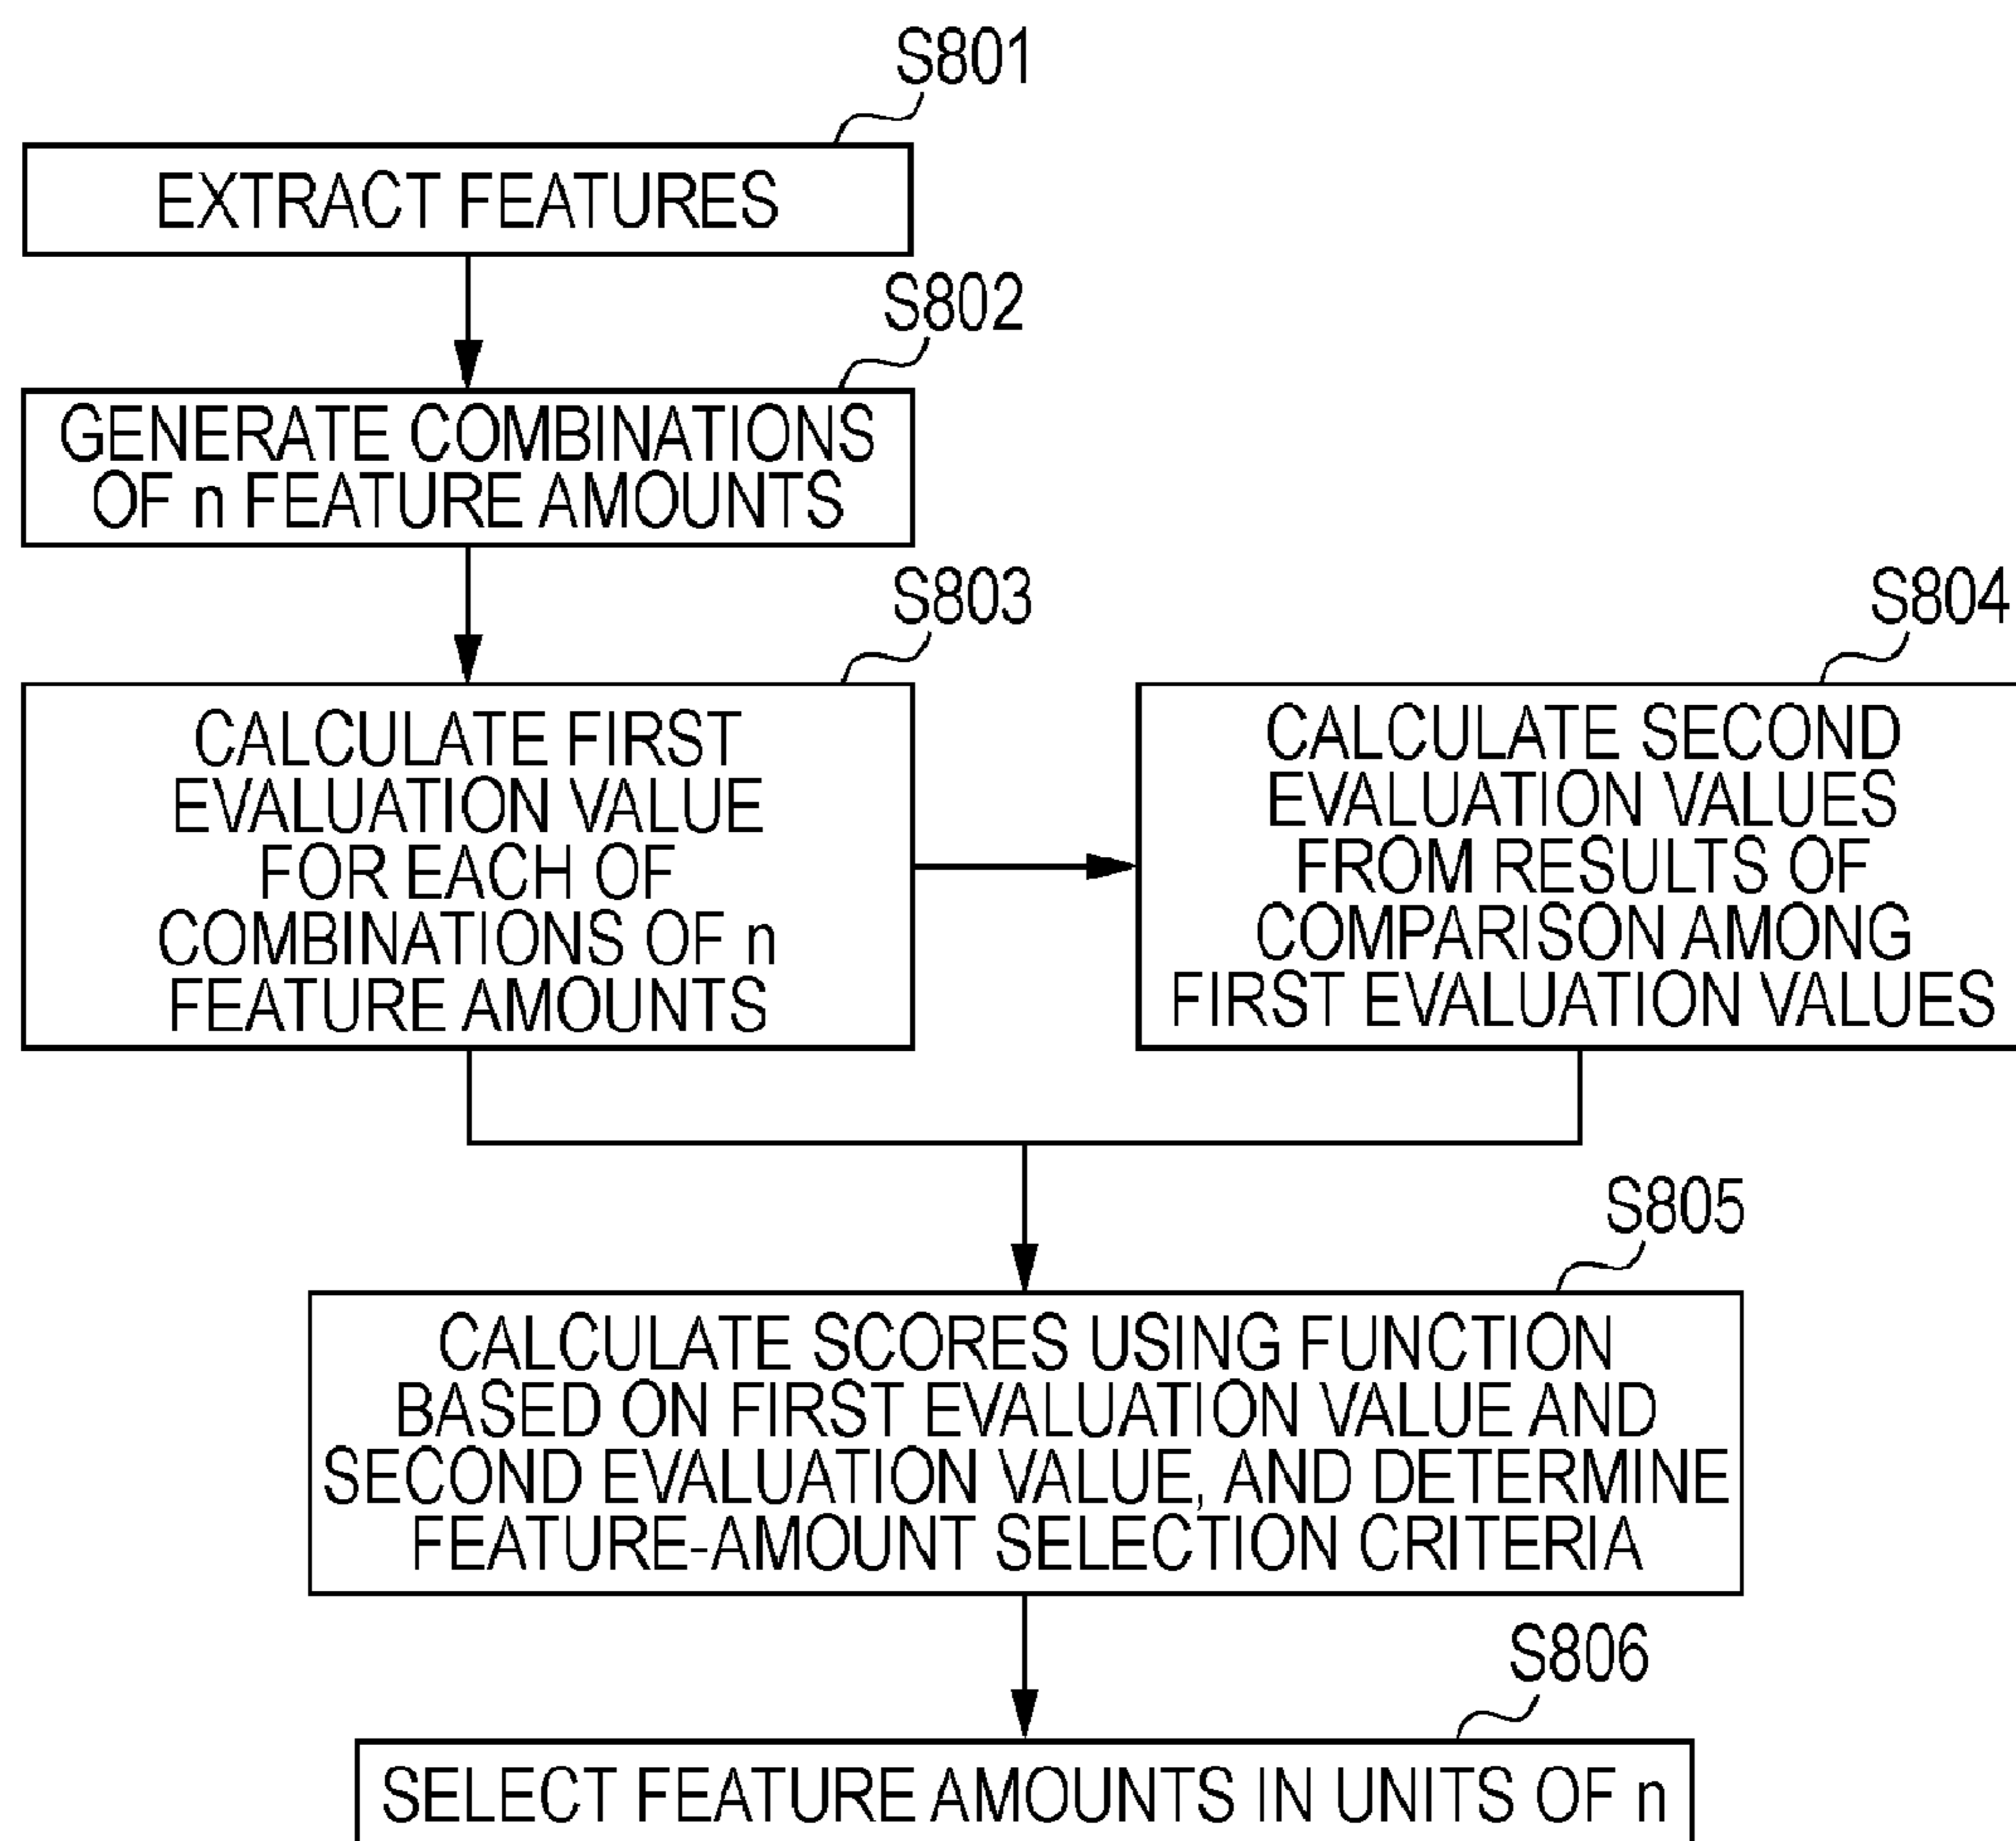 S801
EXTRACT FEATURES
S802
GENERATE COMBINATIONS
OF n FEATURE AMOUNTS
S803
CALCULATE FIRST
EVALUATION VALUE
FOR EACH OF
COMBINATIONS OF n
FEATURE AMOUNTS
S804
CALCULATE SECOND
EVALUATION VALUES
FROM RESULTS OF
COMPARISON AMONG
FIRST EVALUATION VALUES
S805
CALCULATE SCORES USING FUNCTION
BASED ON FIRST EVALUATION VALUE AND
SECOND EVALUATION VALUE, AND DETERMINE
FEATURE-AMOUNT SELECTION CRITERIA
S806
SELECT FEATURE AMOUNTS IN UNITS OF n